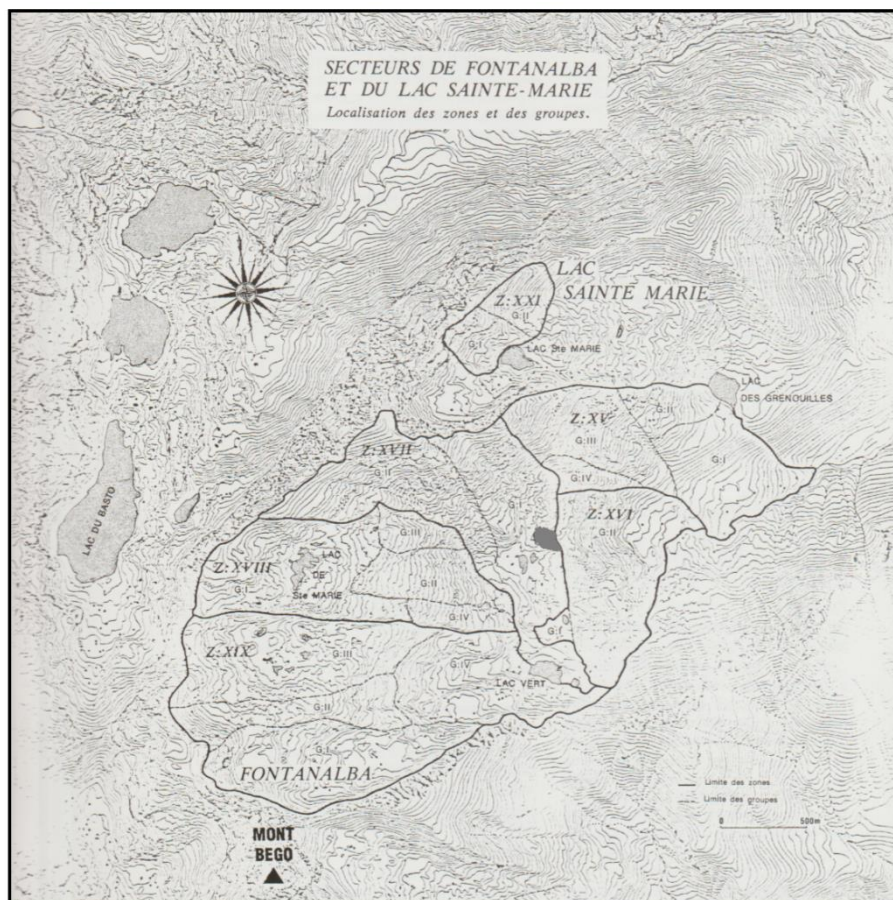 SECTEURS DE FONTANALBA
ET DU LAC SAINTE-MARIE
Localisation des zones et des groupes.
LAC
SAINTE MARIE
Z:XXI
G:II
G:I
LAC Ste MARIE
LAC
DES GRENOUILLES
Z:XV
G:II
G:III
G:I
G:IV
Z:XVII
G:II
G:I
Z:XVI
G:II
LAC DU BASTO
G:III
Z:XVIII
LAC
DE
Ste MARIE
G:I
G:II
G:IV
G:I
Z:XIX
G:III
G:IV
LAC VERT
G:II
G:I
FONTANALBA
Limite des zones
Limite des groupes
0 500m
MONT
BEGO